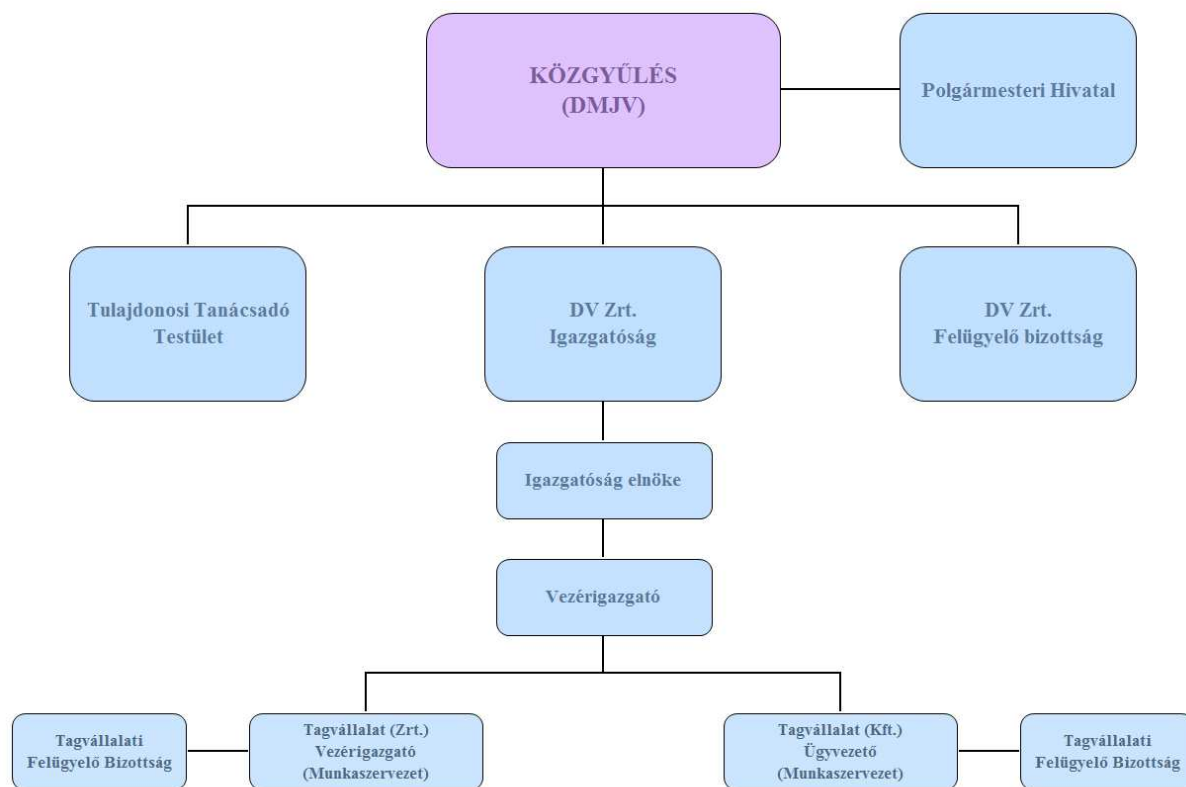 KÖZGYŰLÉS
(DMJV)
Polgármesteri Hivatal
Tulajdonosi Tanácsadó
Testület
DV Zrt.
Igazgatóság
DV Zrt.
Felügyelő bizottság
Igazgatóság elnöke
Vezérigazgató
Tagvállalati
Felügyelő Bizottság
Tagvállalat (Zrt.)
Vezérigazgató
(Munkaszervezet)
Tagvállalat (Kft.)
Ügyvezető
(Munkaszervezet)
Tagvállalati
Felügyelő Bizottság